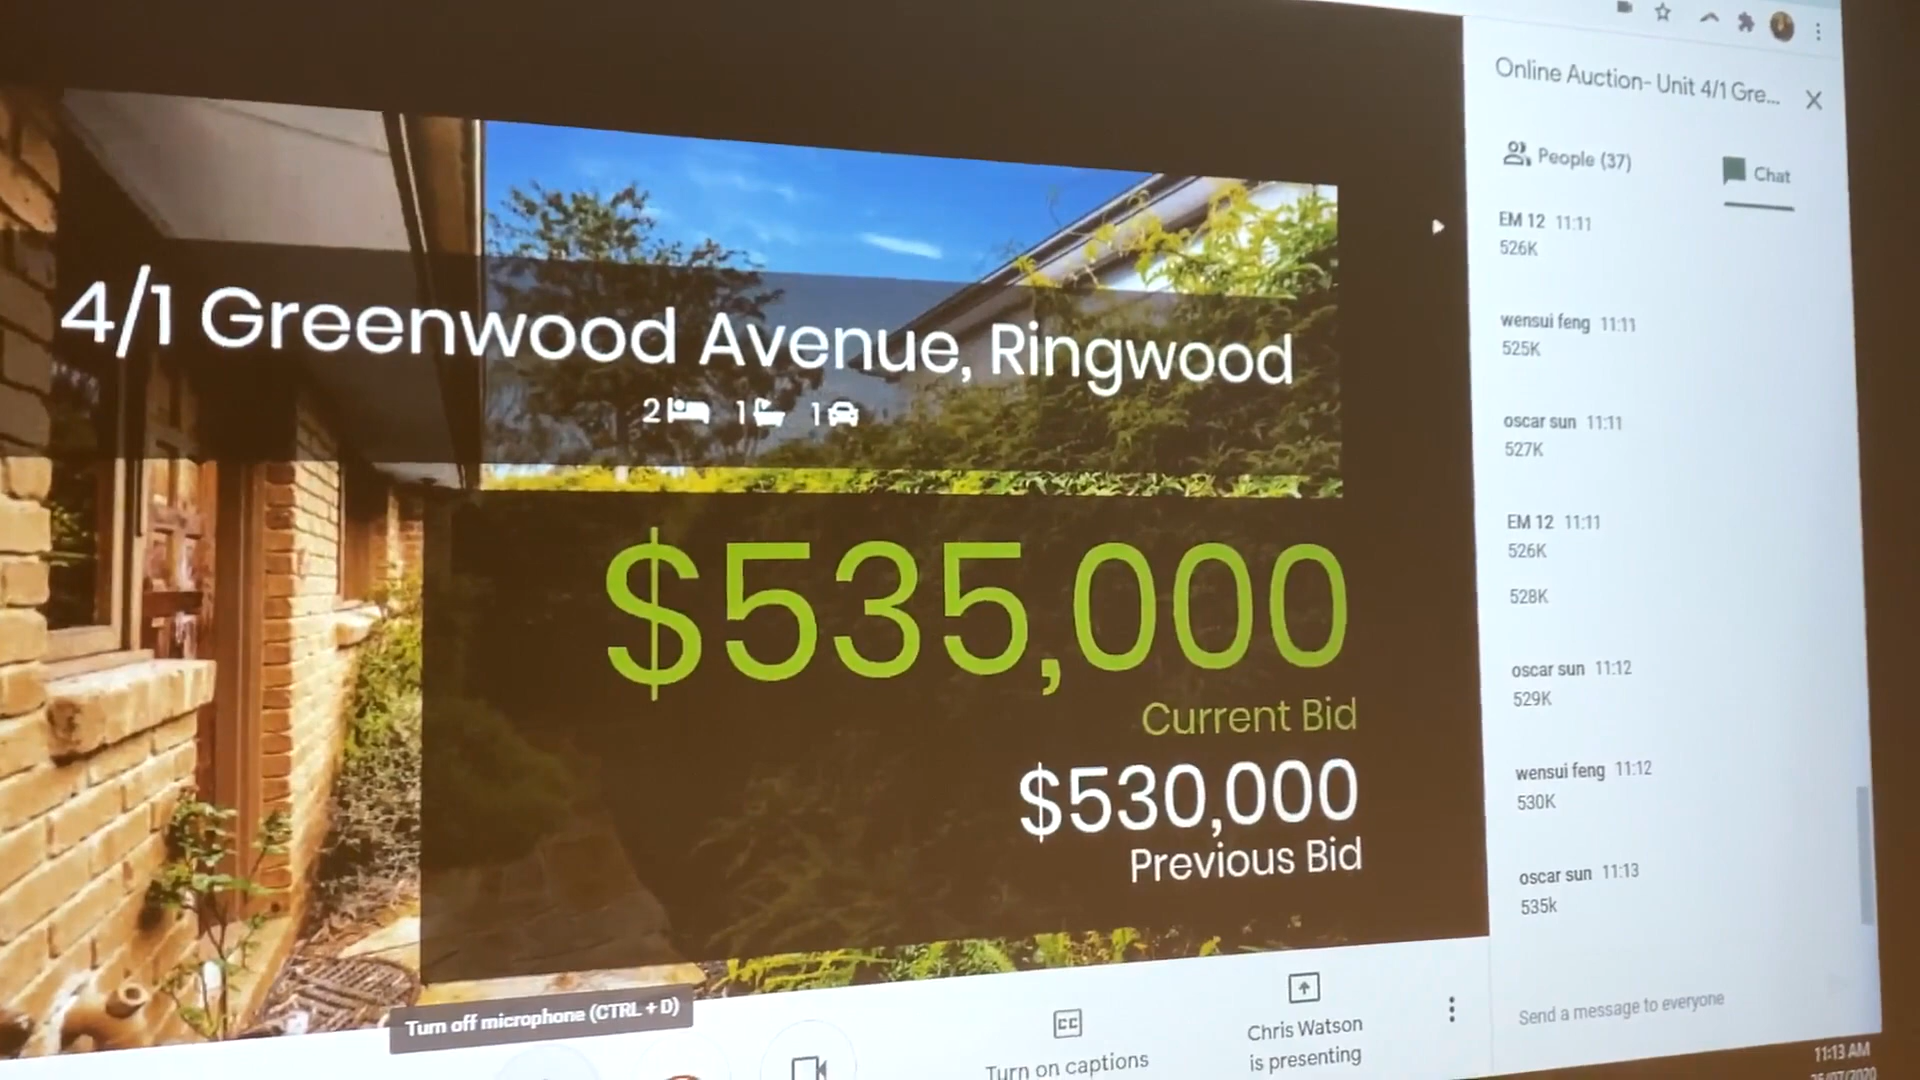 4/1 Greenwood Avenue, Ringwood
2 1 1
$535,000
Current Bid
$530,000
Previous Bid
Turn off microphone (CTRL + D)
Turn on captions
Chris Watson
is presenting
Online Auction- Unit 4/1 Gre...
People (37)
Chat
EM 12 11:11
526K
wensui feng 11:11
525K
oscar sun 11:11
527K
EM 12 11:11
526K
528K
oscar sun 11:12
529K
wensui feng 11:12
530K
oscar sun 11:13
535k
Send a message to everyone
11:13 AM